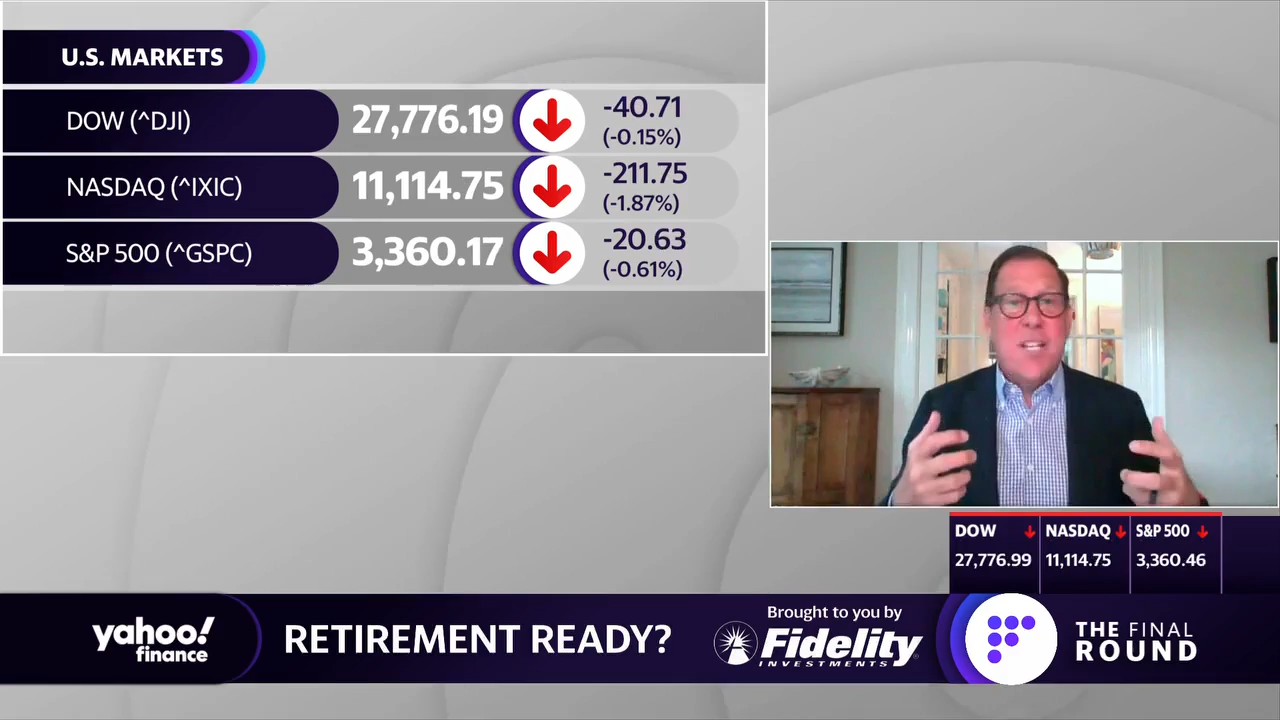 U.S. MARKETS
DOW (^DJI) 27,776.19 -40.71 (-0.15%)
NASDAQ (^IXIC) 11,114.75 -211.75 (-1.87%)
S&P 500 (^GSPC) 3,360.17 -20.63 (-0.61%)
DOW NASDAQ S&P 500
27,776.99 11,114.75 3,360.46
yahoo!
finance
RETIREMENT READY?
Brought to you by
Fidelity
INVESTMENTS
THE FINAL
ROUND